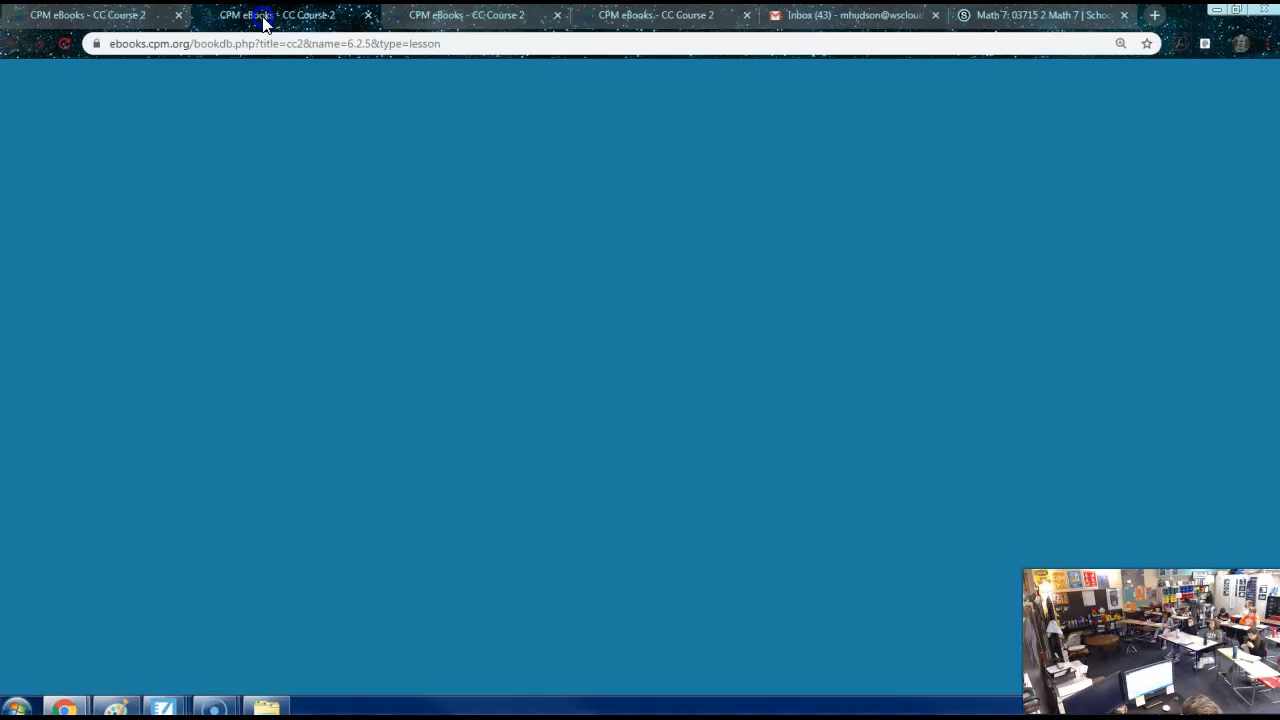 CPM eBooks - CC Course 2
CPM eBooks - CC Course 2
CPM eBooks - CC Course 2
CPM eBooks - CC Course 2
Inbox (43) - mhudson@wsclou
Math 7: 03715 2 Math 7 | Schoo
ebooks.cpm.org/bookdb.php?title=cc2&name=6.2.5&type=lesson